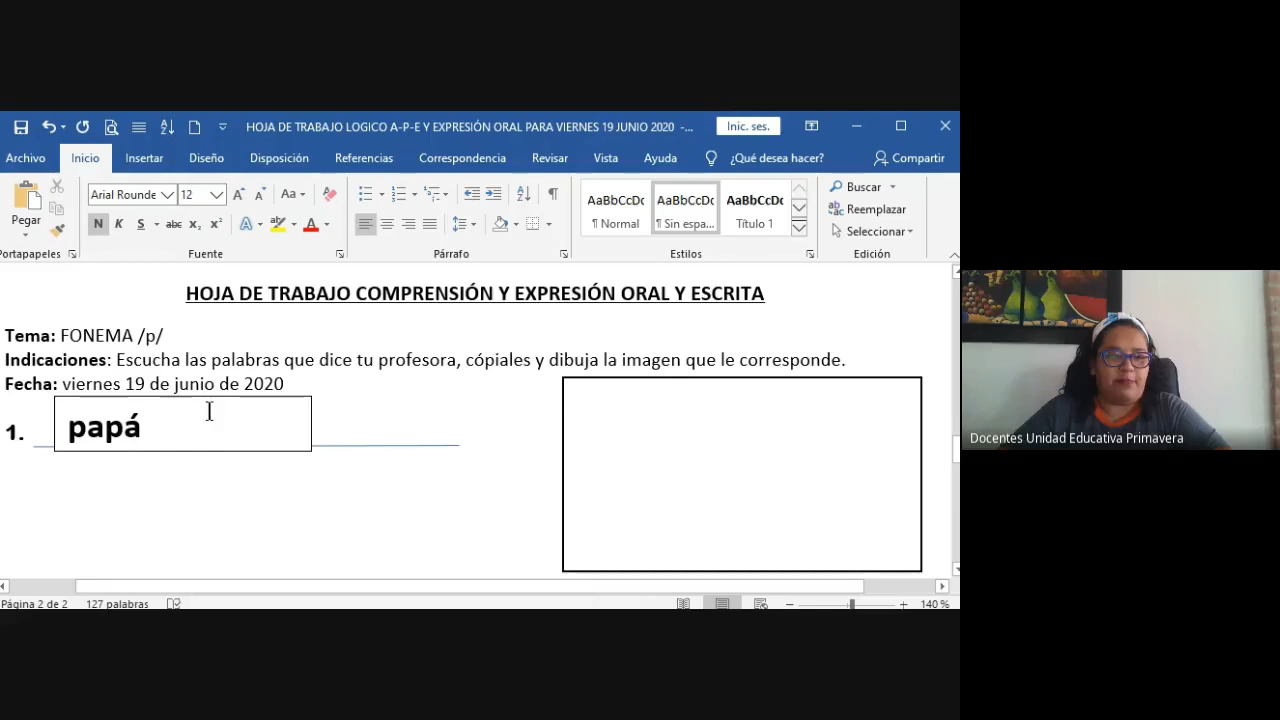 HOJA DE TRABAJO LOGICO A-P-E Y EXPRESIÓN ORAL PARA VIERNES 19 JUNIO 2020 -...
Inic. ses.
Archivo Inicio Insertar Diseño Disposición Referencias Correspondencia Revisar Vista Ayuda ¿Qué desea hacer? Compartir
Arial Rounde 12
Pegar
N K S abc x₂ x² A ab A
Portapapeles Fuente Párrafo Estilos Edición
AaBbCcDc AaBbCcDc AaBbCcDc
¶ Normal ¶ Sin espa... Título 1
Buscar
Reemplazar
Seleccionar
HOJA DE TRABAJO COMPRENSIÓN Y EXPRESIÓN ORAL Y ESCRITA
Tema: FONEMA /p/
Indicaciones: Escucha las palabras que dice tu profesora, cópiales y dibuja la imagen que le corresponde.
Fecha: viernes 19 de junio de 2020
1. papá
Docentes Unidad Educativa Primavera
Página 2 de 2 127 palabras 140 %